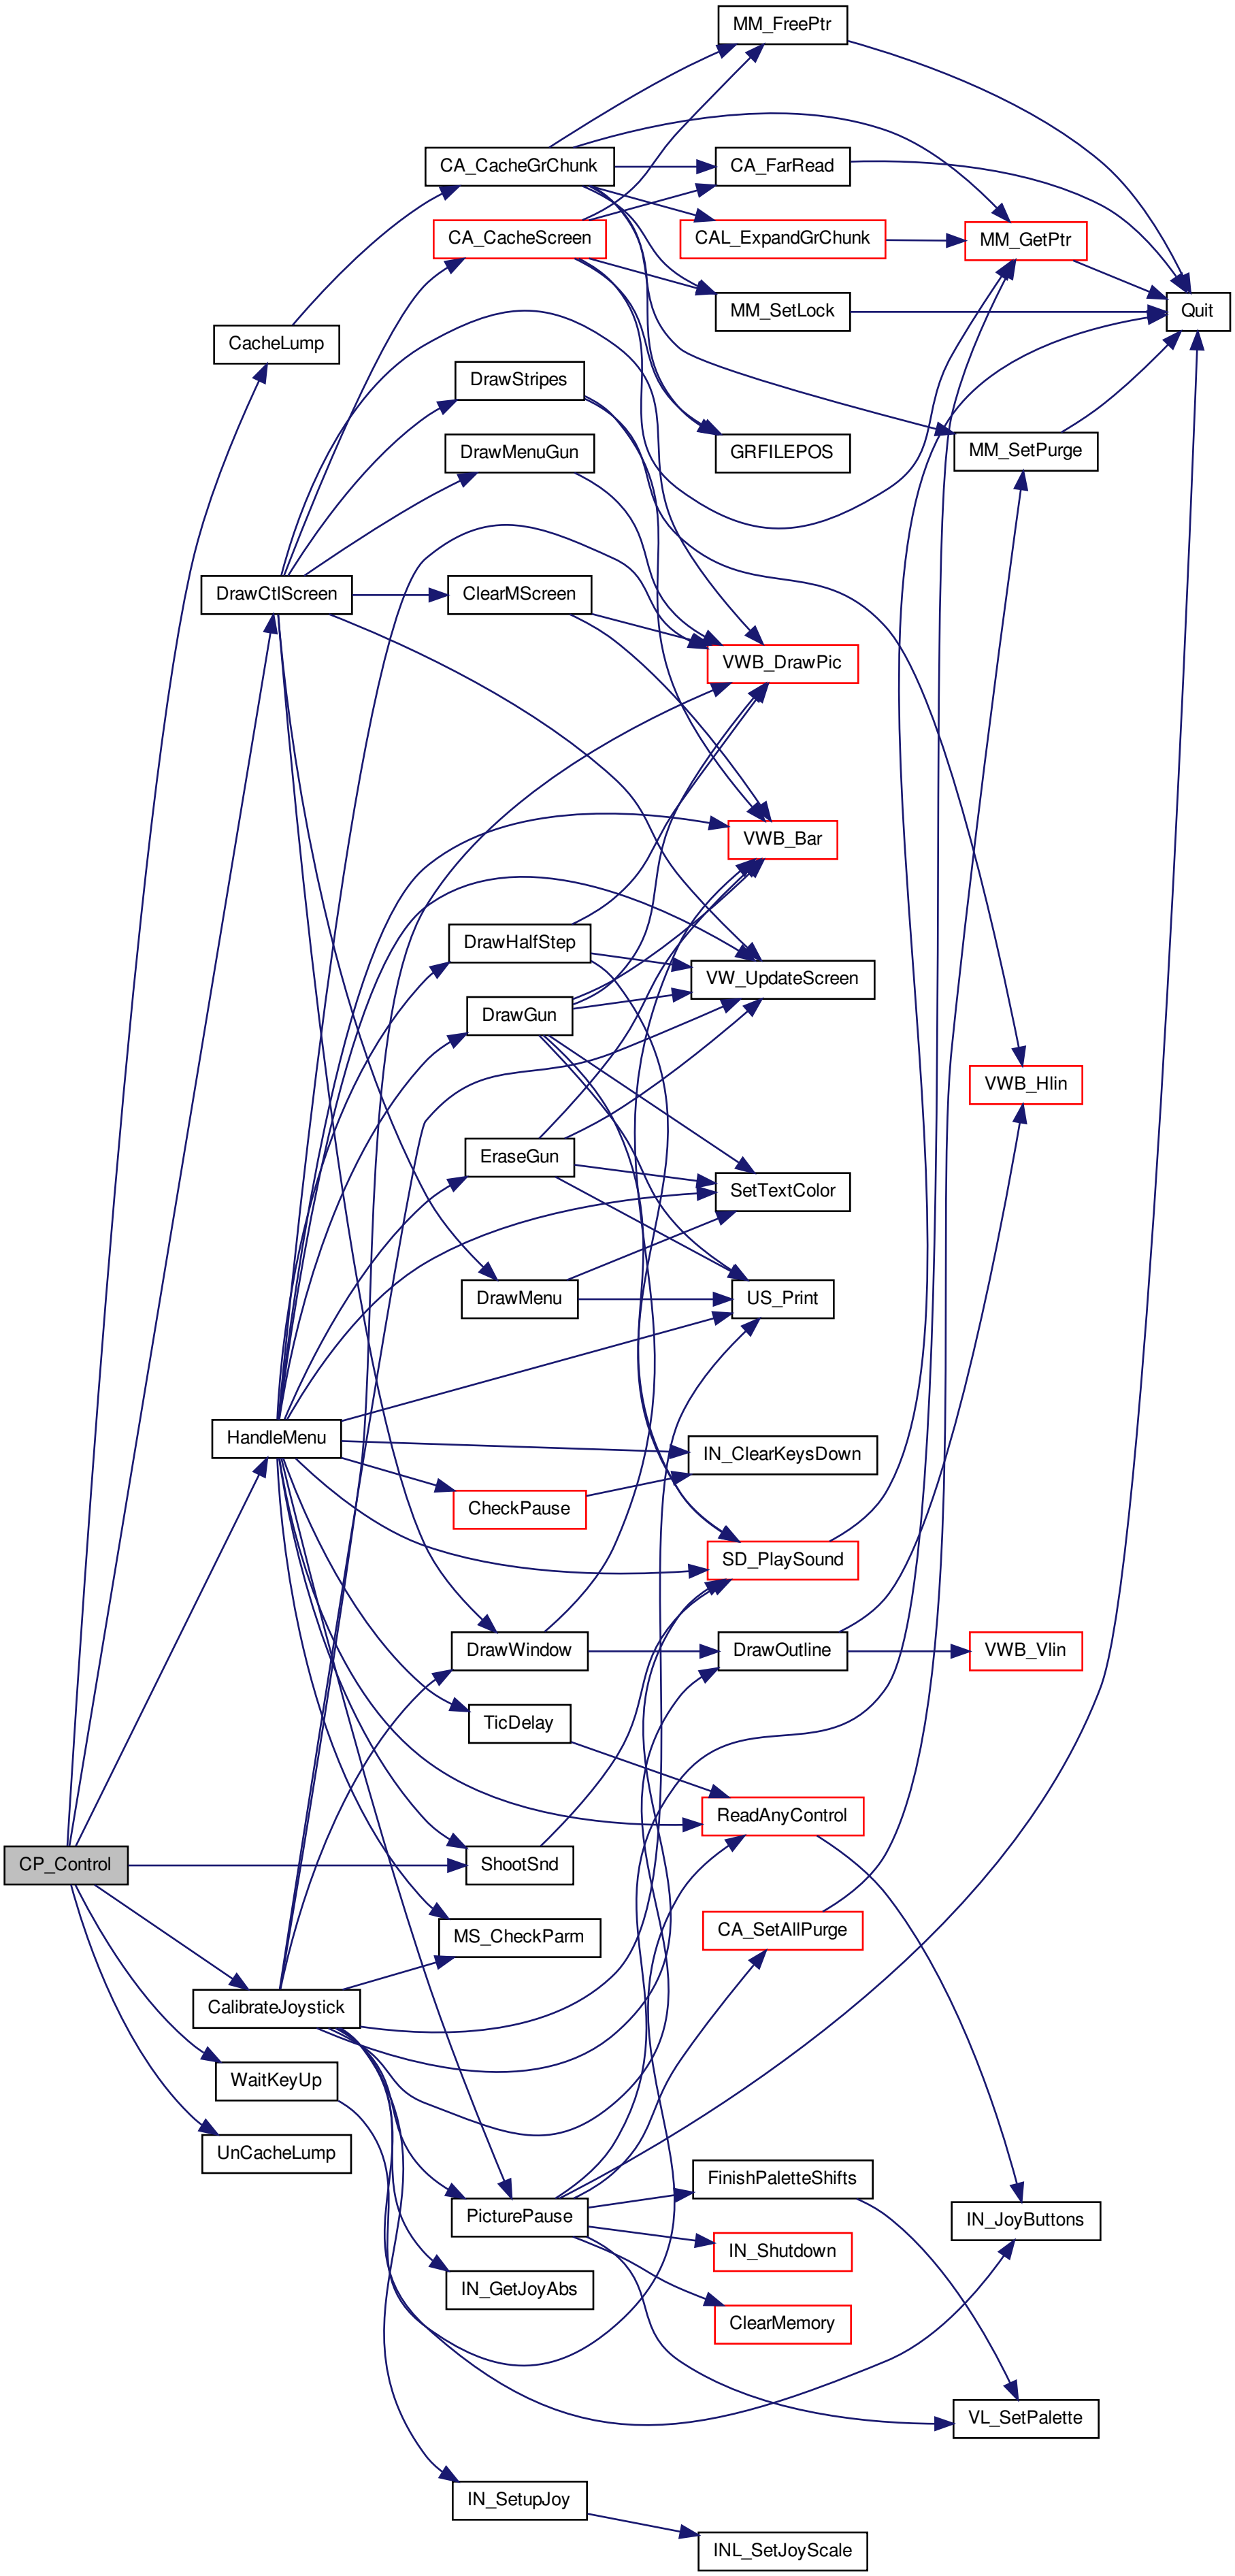 MM_FreePtr
CA_CacheGrChunk
CA_FarRead
CA_CacheScreen
CAL_ExpandGrChunk
MM_GetPtr
MM_SetLock
Quit
CacheLump
DrawStripes
DrawMenuGun
GRFILEPOS
MM_SetPurge
DrawCtlScreen
ClearMScreen
VWB_DrawPic
VWB_Bar
DrawHalfStep
VW_UpdateScreen
DrawGun
VWB_Hlin
EraseGun
SetTextColor
DrawMenu
US_Print
HandleMenu
IN_ClearKeysDown
CheckPause
SD_PlaySound
DrawWindow
DrawOutline
VWB_Vlin
TicDelay
ReadAnyControl
CP_Control
ShootSnd
CA_SetAllPurge
MS_CheckParm
CalibrateJoystick
WaitKeyUp
UnCacheLump
FinishPaletteShifts
PicturePause
IN_JoyButtons
IN_Shutdown
IN_GetJoyAbs
ClearMemory
VL_SetPalette
IN_SetupJoy
INL_SetJoyScale